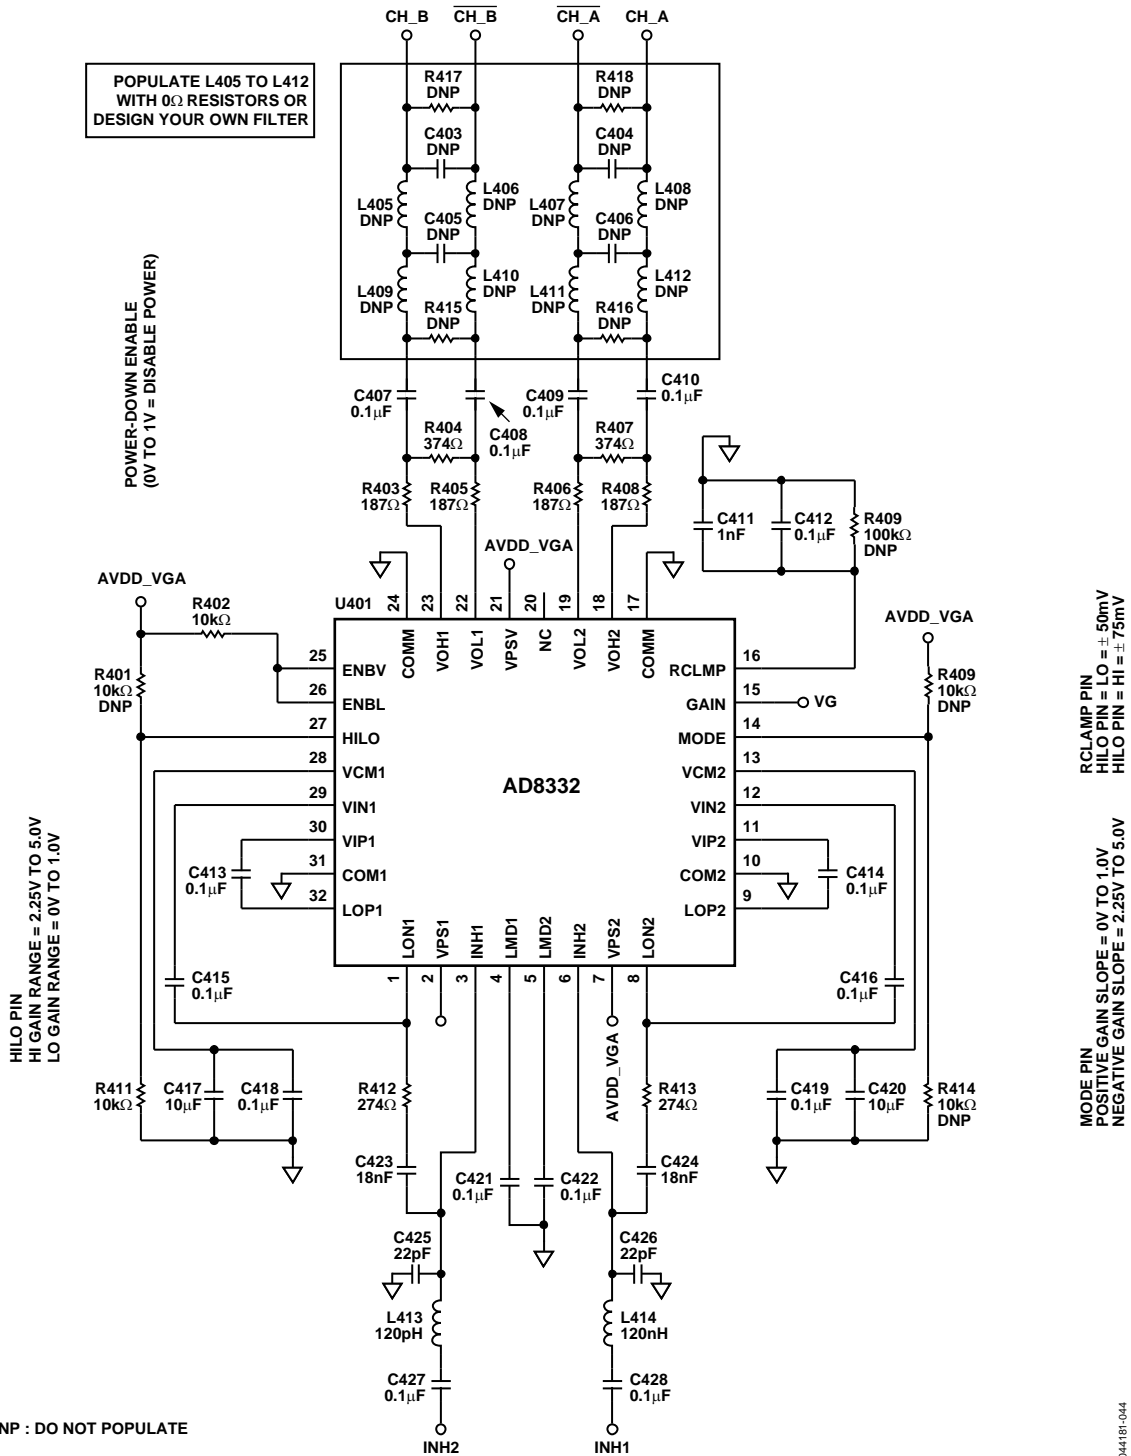 CH_B
CH_B
CH_A
CH_A
POPULATE L405 TO L412
WITH 0Ω RESISTORS OR
DESIGN YOUR OWN FILTER
R417
DNP
R418
DNP
C403
DNP
C404
DNP
L405
DNP
L406
DNP
L407
DNP
L408
DNP
C405
DNP
C406
DNP
L409
DNP
L410
DNP
L411
DNP
L412
DNP
R415
DNP
R416
DNP
POWER-DOWN ENABLE
(0V TO 1V = DISABLE POWER)
C407
0.1µF
C408
0.1µF
C409
0.1µF
C410
0.1µF
R404
374Ω
R407
374Ω
R403
187Ω
R405
187Ω
R406
187Ω
R408
187Ω
C411
1nF
C412
0.1µF
R409
100kΩ
DNP
AVDD_VGA
AVDD_VGA
R402
10kΩ
R401
10kΩ
DNP
U401
24
23
22
21
20
19
18
17
COMM
VOH1
VOL1
VPSV
NC
VOL2
VOH2
COMM
AVDD_VGA
R409
10kΩ
DNP
25
ENBV
26
ENBL
27
HILO
28
VCM1
29
VIN1
30
VIP1
31
COM1
32
LOP1
AD8332
RCLMP
16
GAIN
15
VG
MODE
14
VCM2
13
VIN2
12
VIP2
11
COM2
10
LOP2
9
RCLAMP PIN
HILO PIN = LO = ± 50mV
HILO PIN = HI = ± 75mV
C413
0.1µF
C414
0.1µF
LON1
VPS1
INH1
LMD1
LMD2
INH2
VPS2
LON2
1
2
3
4
5
6
7
8
HILO PIN
HI GAIN RANGE = 2.25V TO 5.0V
LO GAIN RANGE = 0V TO 1.0V
MODE PIN
POSITIVE GAIN SLOPE = 0V TO 1.0V
NEGATIVE GAIN SLOPE = 2.25V TO 5.0V
C415
0.1µF
C416
0.1µF
AVDD_VGA
R411
10kΩ
C417
10µF
C418
0.1µF
R412
274Ω
R413
274Ω
C419
0.1µF
C420
10µF
R414
10kΩ
DNP
C423
18nF
C421
0.1µF
C422
0.1µF
C424
18nF
C425
22pF
C426
22pF
L413
120pH
L414
120nH
C427
0.1µF
C428
0.1µF
INH2
INH1
NP : DO NOT POPULATE
044181-044